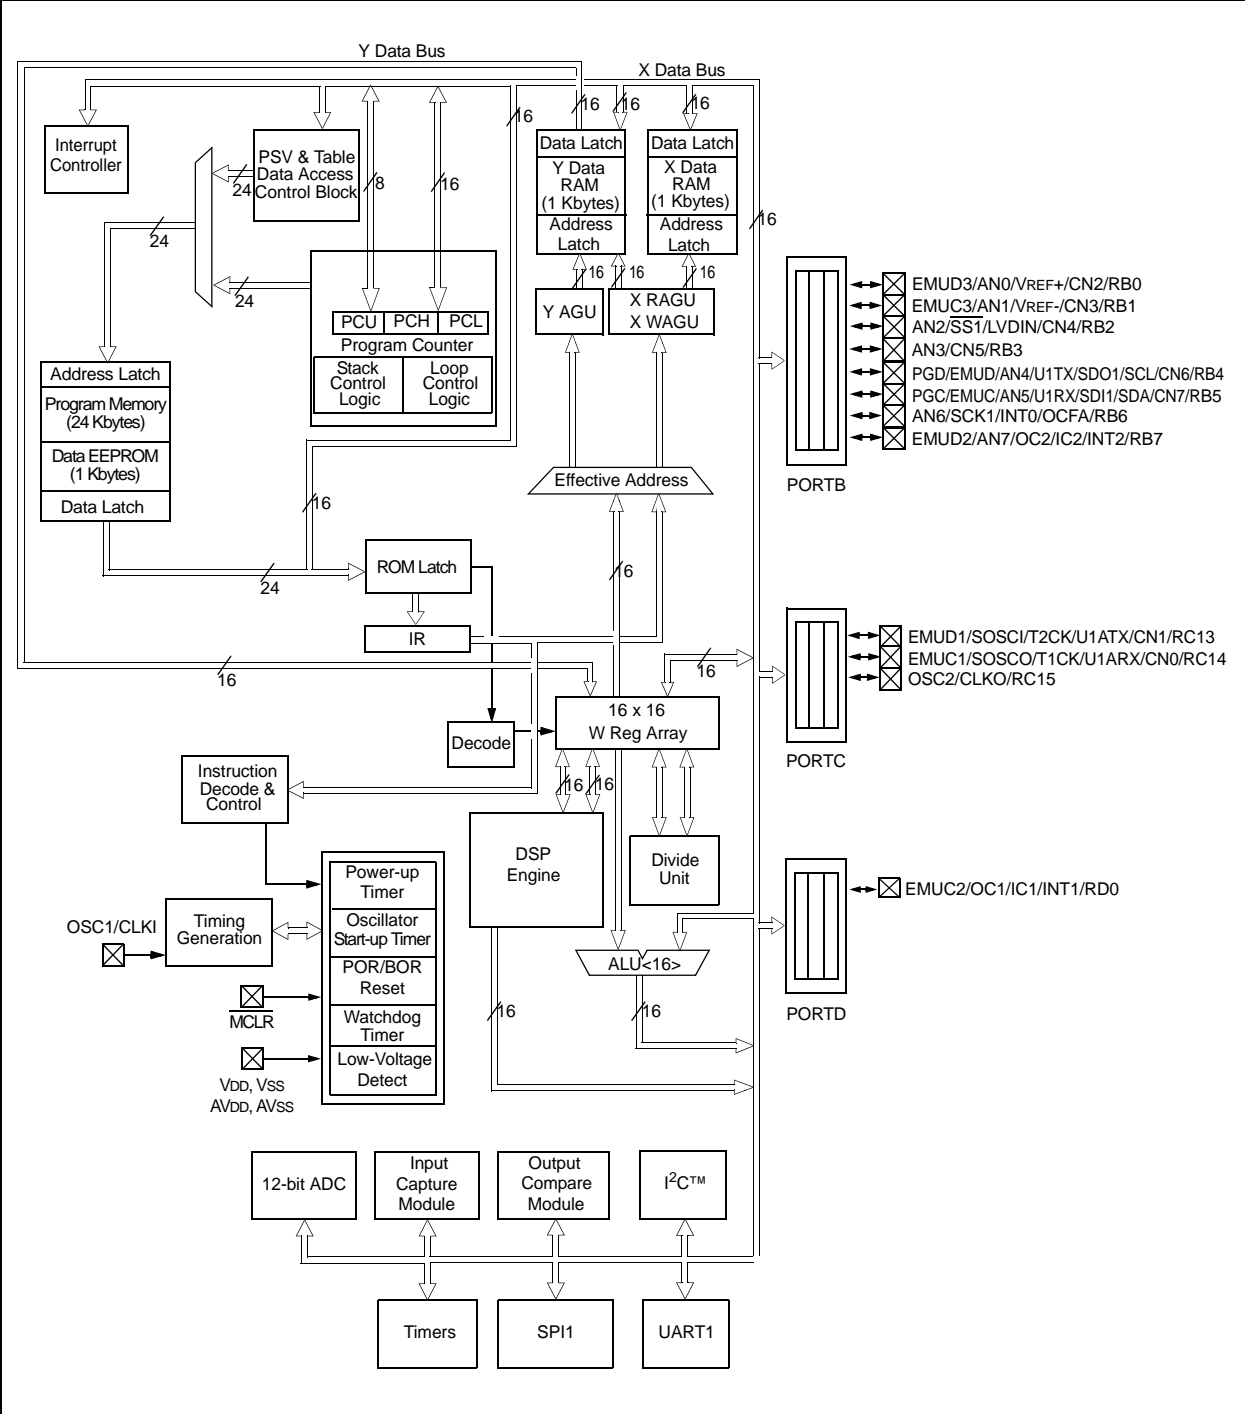 Y Data Bus
X Data Bus
16
16
16
16
Interrupt
Controller
PSV & Table
Data Access
Control Block
24
8
16
24
24
Data Latch
Y Data
RAM
(1 Kbytes)
Address
Latch
Data Latch
X Data
RAM
(1 Kbytes)
Address
Latch
16
16
16
16
Y AGU
X RAGU
X WAGU
PCU
PCH
PCL
Program Counter
Stack
Control
Logic
Loop
Control
Logic
Address Latch
Program Memory
(24 Kbytes)
Data EEPROM
(1 Kbytes)
Data Latch
Effective Address
16
24
ROM Latch
16
IR
16
16
16 x 16
W Reg Array
Decode
Instruction
Decode &
Control
16
16
DSP
Engine
Divide
Unit
Power-up
Timer
Oscillator
Start-up Timer
POR/BOR
Reset
Watchdog
Timer
Low-Voltage
Detect
OSC1/CLKI
Timing
Generation
MCLR
VDD, VSS
AVDD, AVSS
ALU<16>
16
16
EMUD3/AN0/VREF+/CN2/RB0
EMUC3/AN1/VREF-/CN3/RB1
AN2/SS1/LVDIN/CN4/RB2
AN3/CN5/RB3
PGD/EMUD/AN4/U1TX/SDO1/SCL/CN6/RB4
PGC/EMUC/AN5/U1RX/SDI1/SDA/CN7/RB5
AN6/SCK1/INT0/OCFA/RB6
EMUD2/AN7/OC2/IC2/INT2/RB7
PORTB
EMUD1/SOSCI/T2CK/U1ATX/CN1/RC13
EMUC1/SOSCO/T1CK/U1ARX/CN0/RC14
OSC2/CLKO/RC15
PORTC
EMUC2/OC1/IC1/INT1/RD0
PORTD
12-bit ADC
Input
Capture
Module
Output
Compare
Module
I2C™
Timers
SPI1
UART1